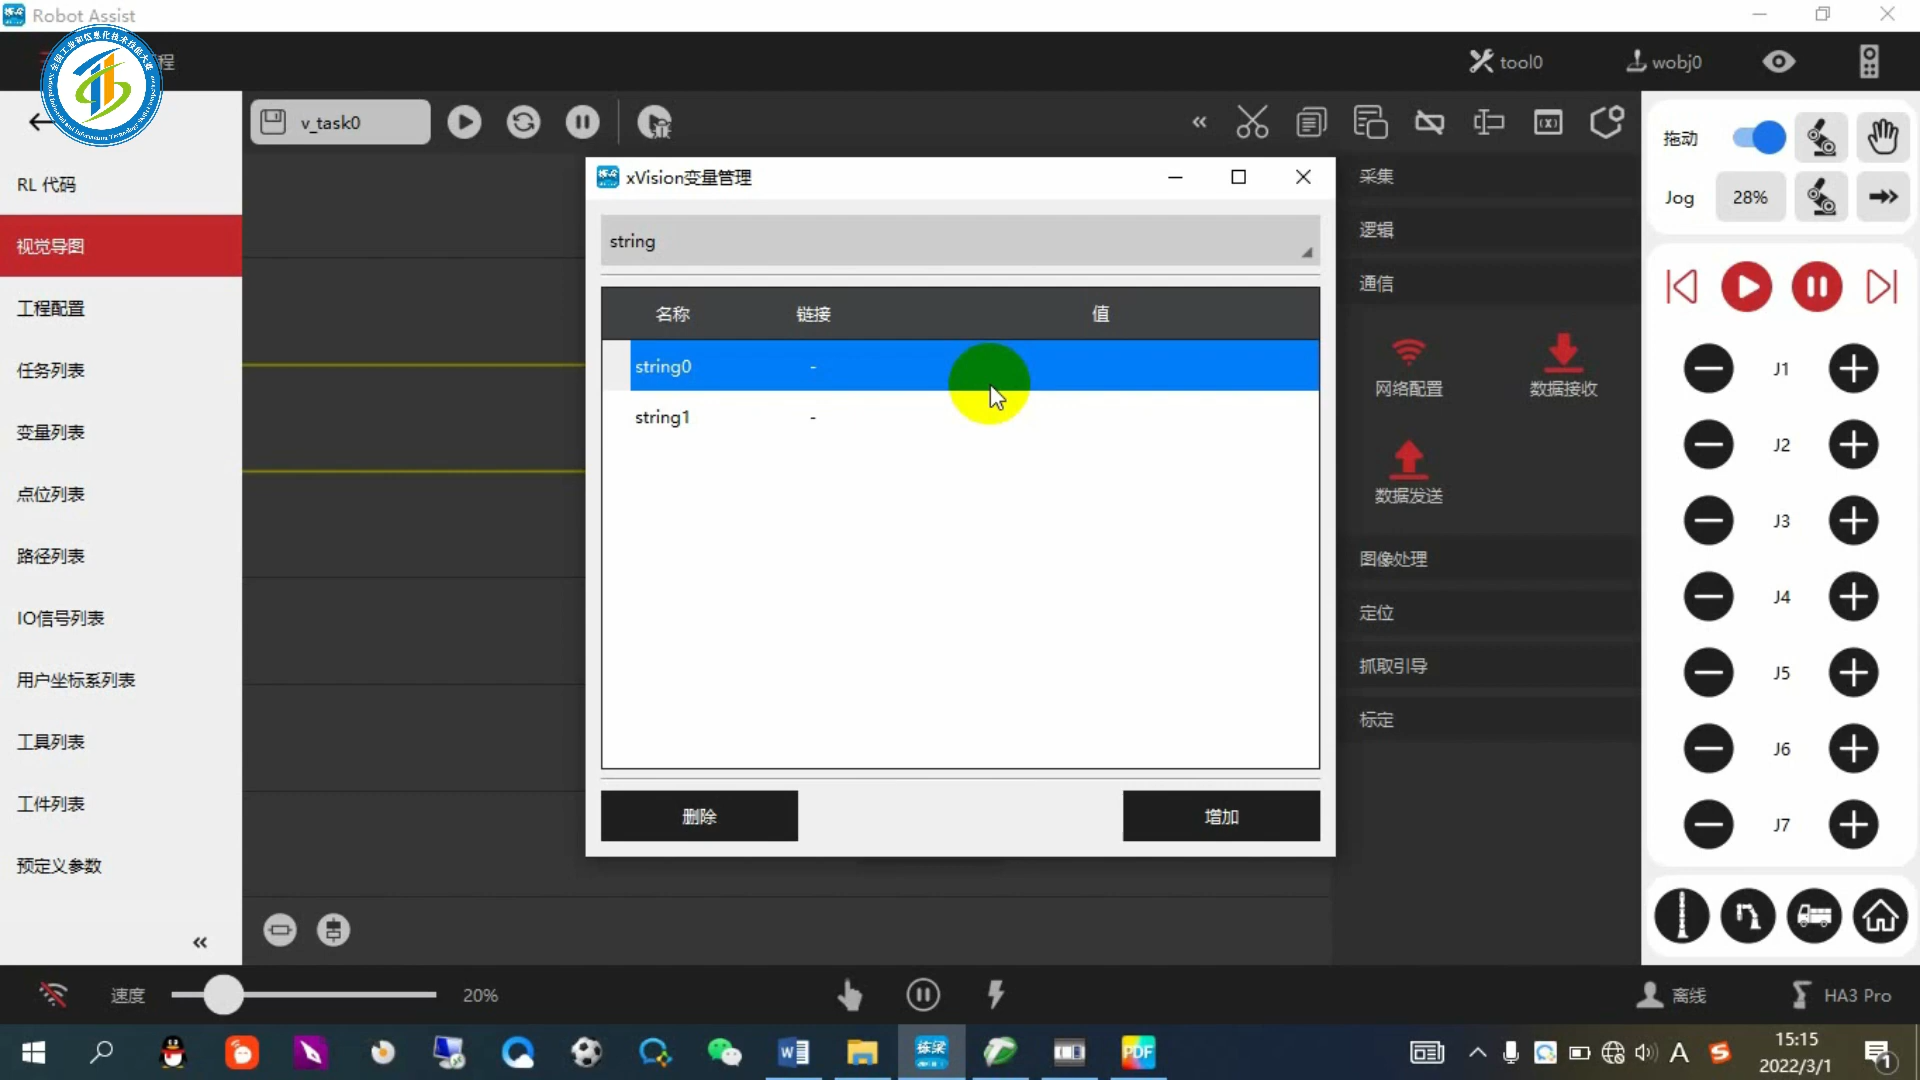 Robot Assist
程
tool0
wobj0
v_task0
RL 代码
视觉导图
工程配置
任务列表
变量列表
点位列表
路径列表
IO信号列表
用户坐标系列表
工具列表
工件列表
预定义参数
xVision变量管理
string
名称 链接 值
string0 -
string1 -
删除 增加
采集
逻辑
通信
网络配置 数据接收
数据发送
图像处理
定位
抓取引导
标定
拖动
Jog 28%
J1
J2
J3
J4
J5
J6
J7
速度 20%
离线 HA3 Pro
15:15
2022/3/1